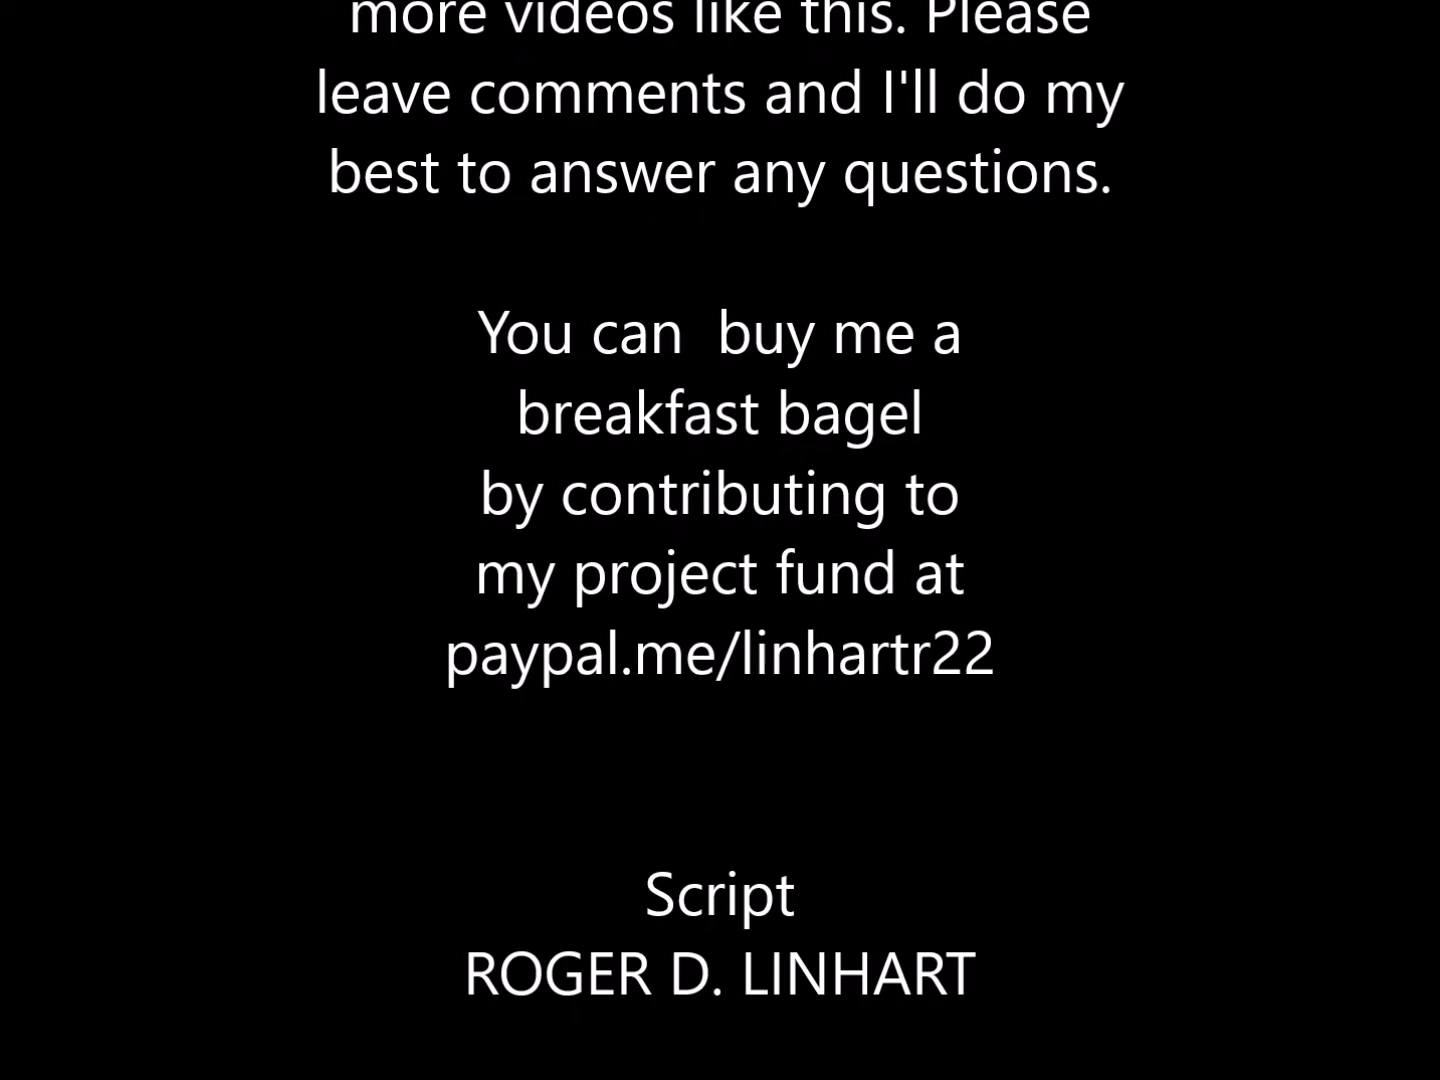 more videos like this. Please
leave comments and I'll do my
best to answer any questions.
You can  buy me a
breakfast bagel
by contributing to
my project fund at
paypal.me/linhartr22
Script
ROGER D. LINHART